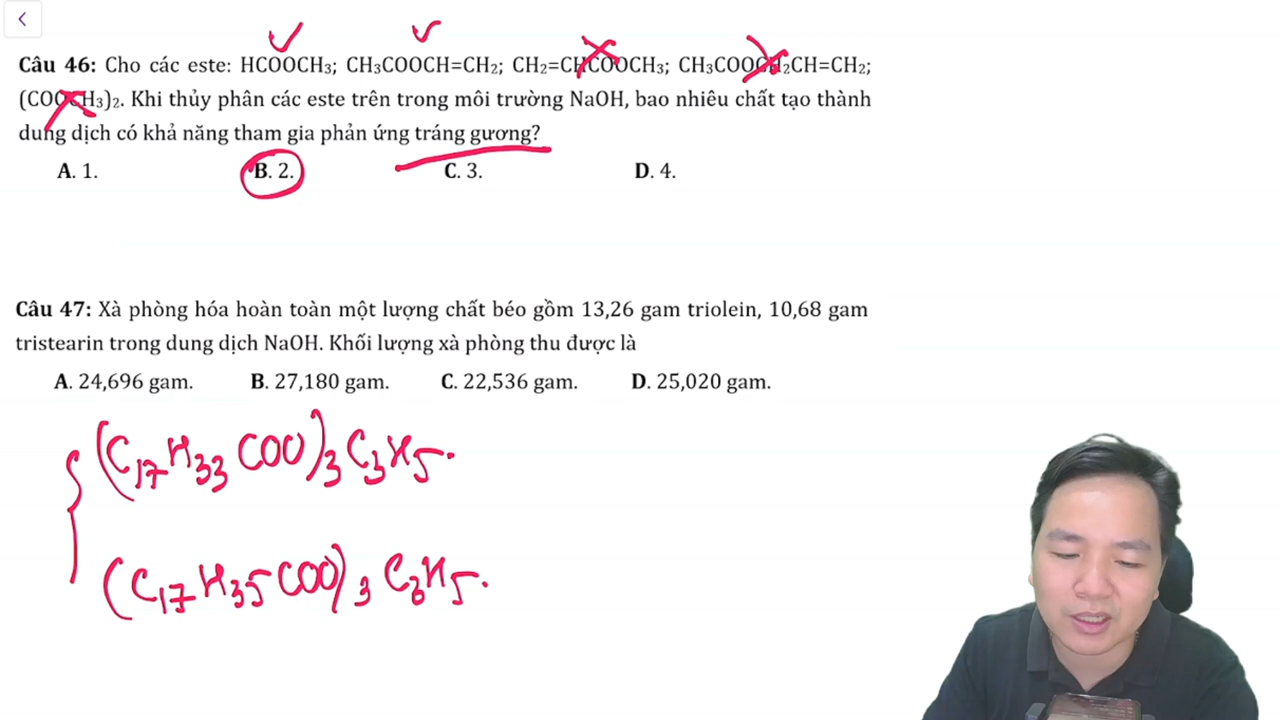 Câu 46: Cho các este: HCOOCH₃; CH₃COOCH=CH₂; CH₂=CHCOOCH₃; CH₃COOCH₂CH=CH₂;
(COOCH₃)₂. Khi thủy phân các este trên trong môi trường NaOH, bao nhiêu chất tạo thành
dung dịch có khả năng tham gia phản ứng tráng gương?
A. 1. B. 2. C. 3. D. 4.
Câu 47: Xà phòng hóa hoàn toàn một lượng chất béo gồm 13,26 gam triolein, 10,68 gam
tristearin trong dung dịch NaOH. Khối lượng xà phòng thu được là
A. 24,696 gam. B. 27,180 gam. C. 22,536 gam. D. 25,020 gam.
(C₁₇H₃₃COO)₃C₃H₅.
(C₁₇H₃₅COO)₃C₃H₅.